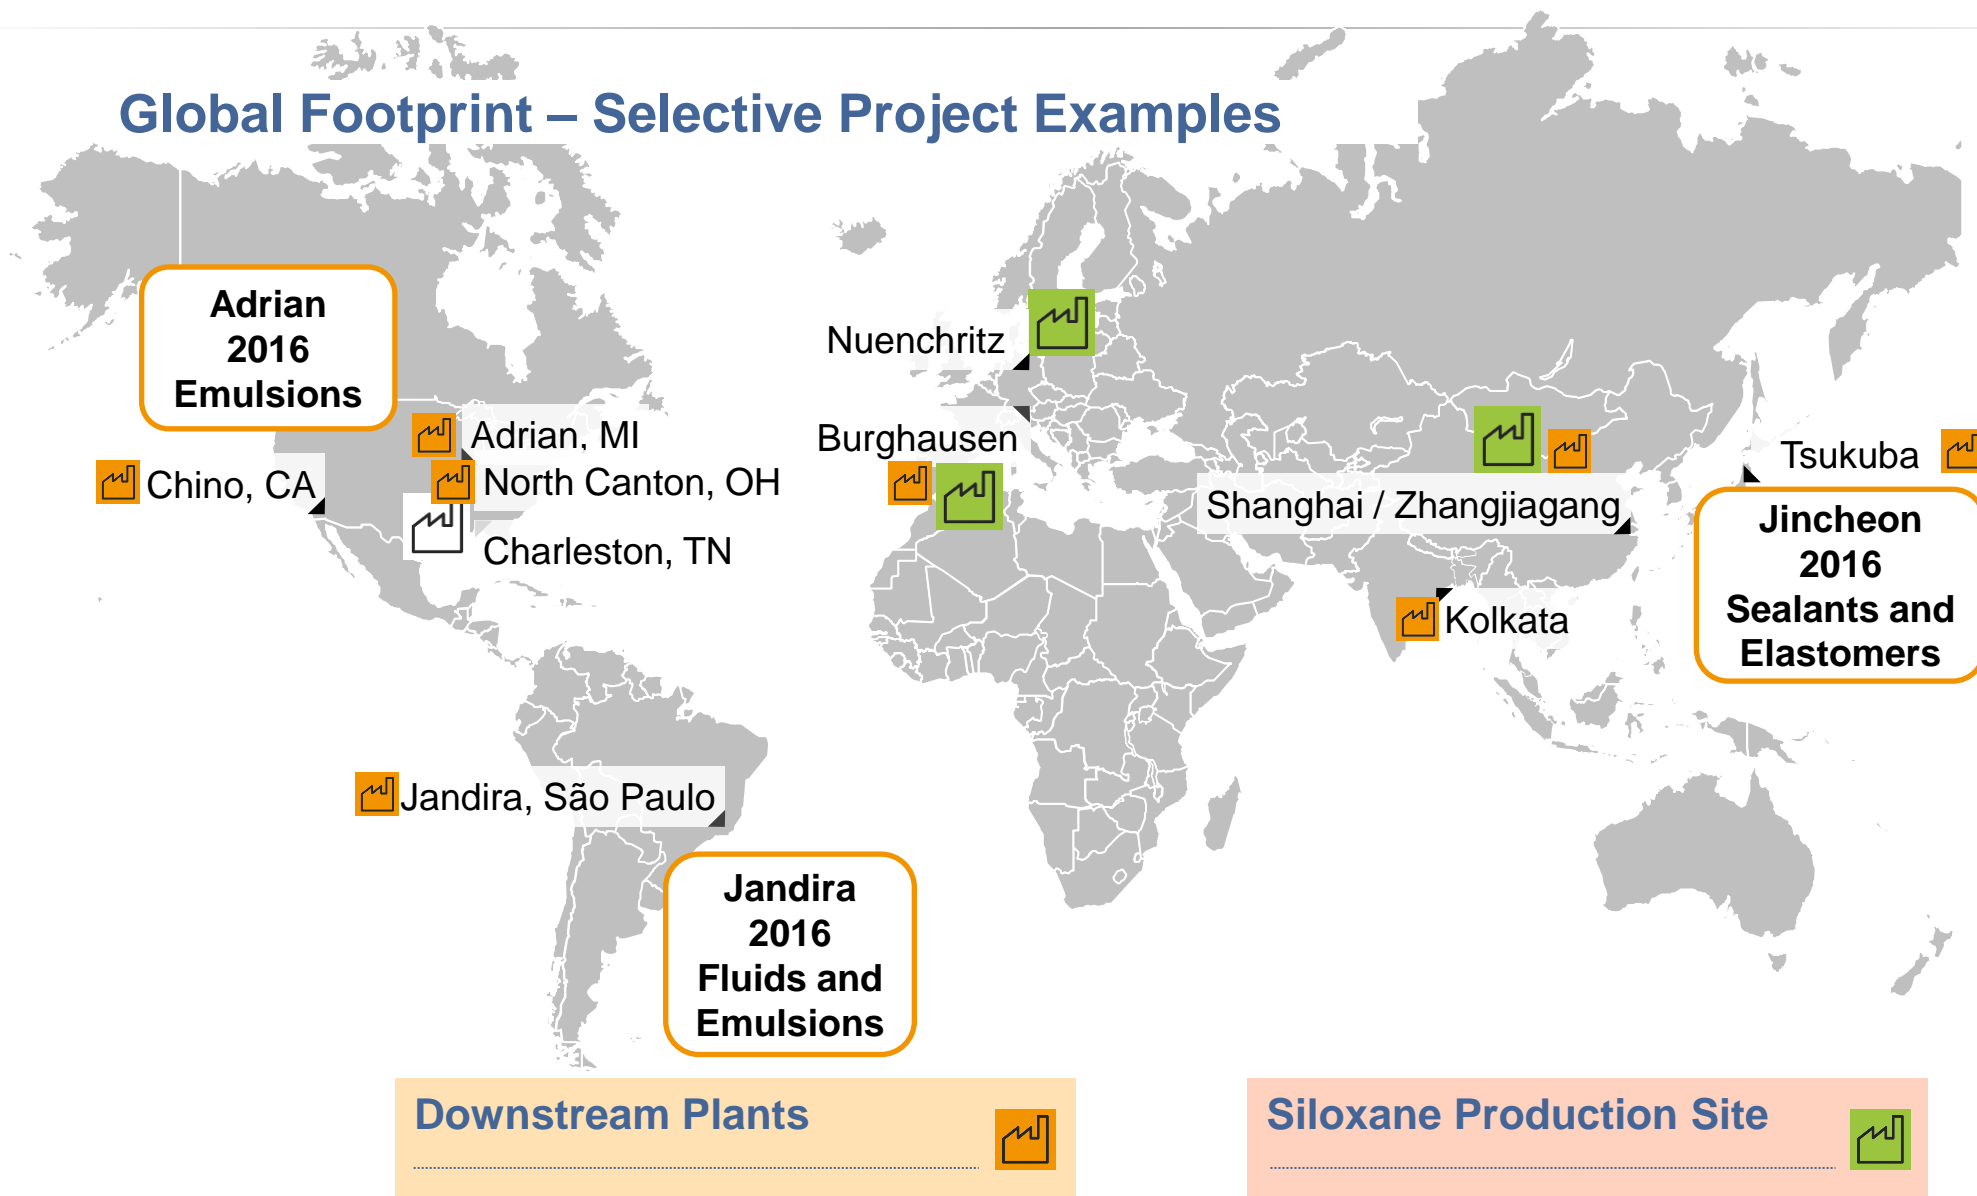 Global Footprint – Selective Project Examples
Adrian
2016
Emulsions
Nuenchritz
Adrian, MI
Burghausen
Tsukuba
Chino, CA
North Canton, OH
Shanghai / Zhangjiagang
Charleston, TN
Jincheon
2016
Sealants and
Elastomers
Kolkata
Jandira, São Paulo
Jandira
2016
Fluids and
Emulsions
Downstream Plants
Siloxane Production Site